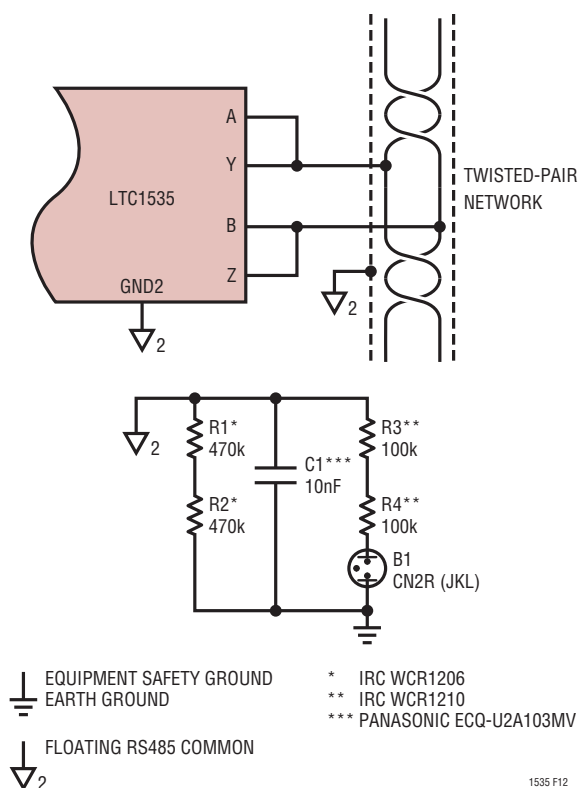 A
Y
LTC1535
B
Z
GND2
2
2
TWISTED-PAIR
NETWORK
2
R1*
470k
R2*
470k
C1***
10nF
R3**
100k
R4**
100k
B1
CN2R (JKL)
EQUIPMENT SAFETY GROUND
EARTH GROUND
FLOATING RS485 COMMON
2
* IRC WCR1206
** IRC WCR1210
*** PANASONIC ECQ-U2A103MV
1535 F12